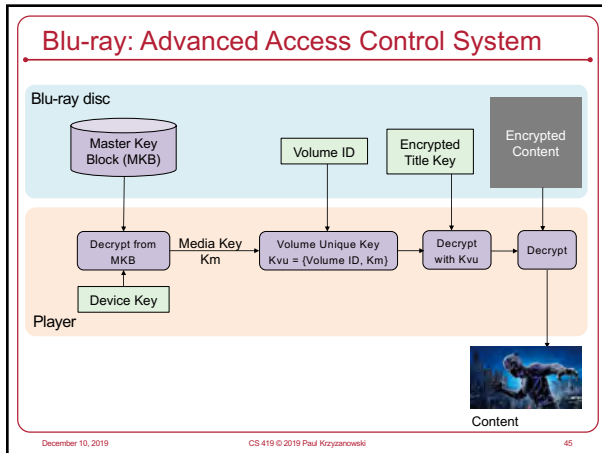 Blu-ray: Advanced Access Control System
Blu-ray disc
Master Key
Block (MKB)
Volume ID
Encrypted
Title Key
Encrypted
Content
Decrypt from
MKB
Media Key
Km
Volume Unique Key
Kvu = {Volume ID, Km}
Decrypt
with Kvu
Decrypt
Device Key
Player
Content
December 10, 2019
CS 419 © 2019 Paul Krzyzanowski
45